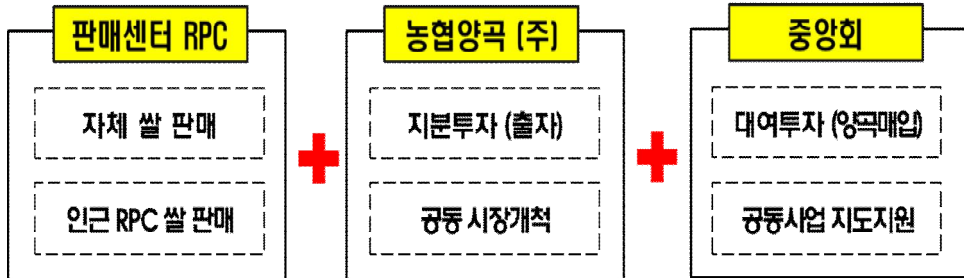 판매센터 RPC
자체 쌀 판매
인근 RPC 쌀 판매
농협양곡 (주)
지분투자 (출자)
공동 시장개척
중앙회
대여투자 (양곡매입)
공동사업 지도지원